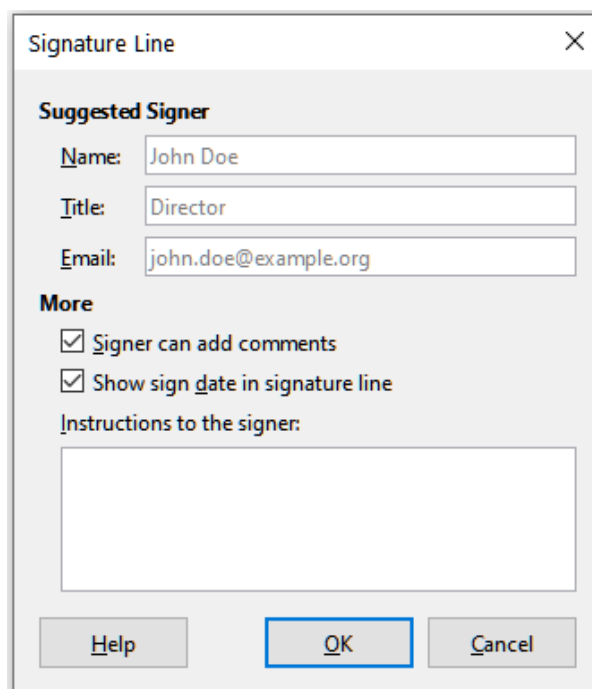 Signature Line
Suggested Signer
Name: John Doe
Title: Director
Email: john.doe@example.org
More
Signer can add comments
Show sign date in signature line
Instructions to the signer:
Help OK Cancel